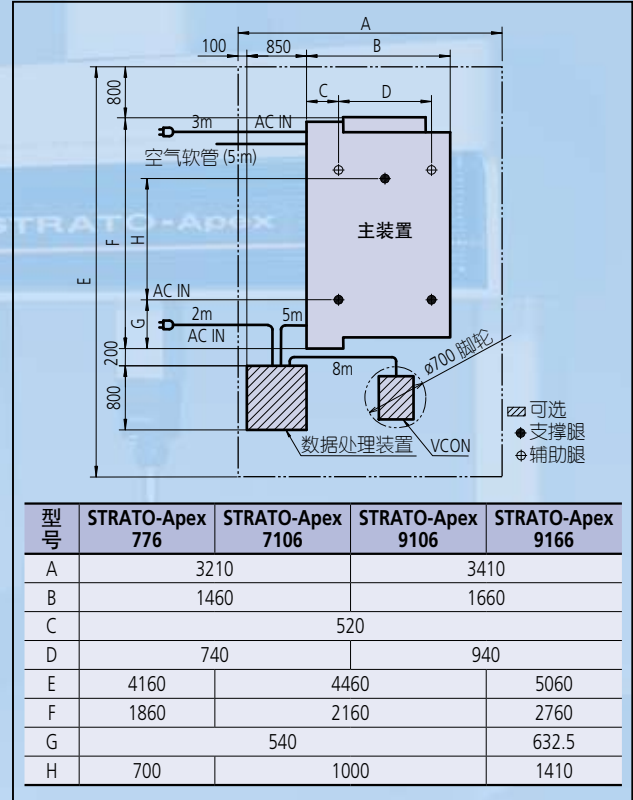 A
100 850 B
C D
800
3m AC IN
空气软管 (5 m)
STRATO-Apex
主装置
E F H
AC IN
G
2m 5m
AC IN
200
8m
ø700 脚轮
800
数据处理装置
VCON
可选
支撑腿
辅助腿
型号 STRATO-Apex 776 STRATO-Apex 7106 STRATO-Apex 9106 STRATO-Apex 9166
A 3210 3410
B 1460 1660
C 520
D 740 940
E 4160 4460 5060
F 1860 2160 2760
G 540 632.5
H 700 1000 1410